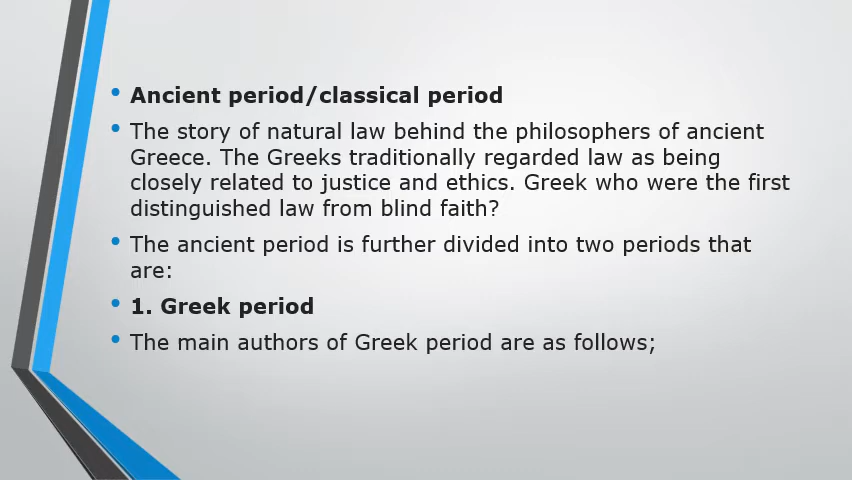 Ancient period/classical period
The story of natural law behind the philosophers of ancient
Greece. The Greeks traditionally regarded law as being
closely related to justice and ethics. Greek who were the first
distinguished law from blind faith?
The ancient period is further divided into two periods that
are:
1. Greek period
The main authors of Greek period are as follows;